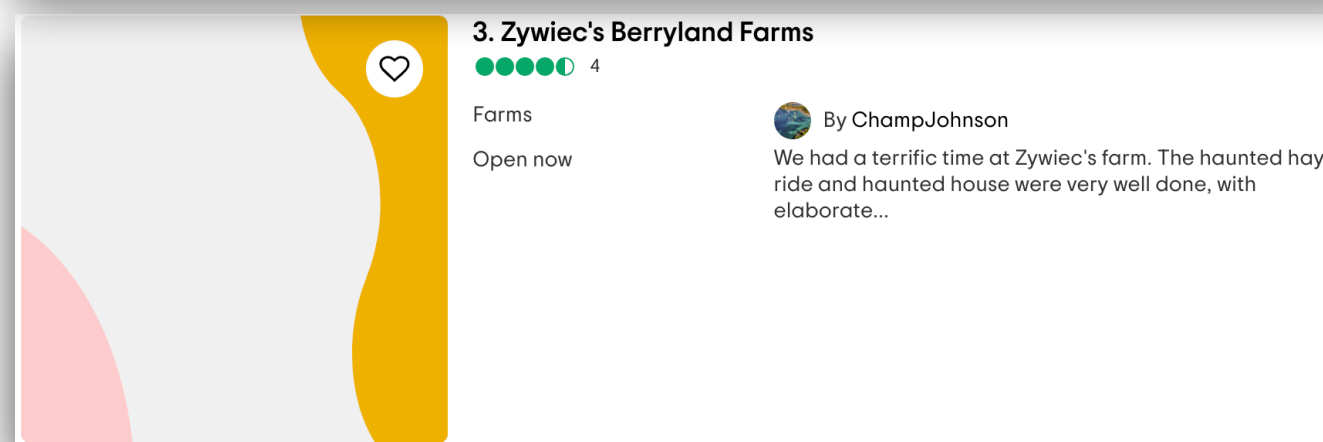 3. Zywiec's Berryland Farms
4
Farms
Open now
By ChampJohnson
We had a terrific time at Zywiec's farm. The haunted hay
ride and haunted house were very well done, with
elaborate...